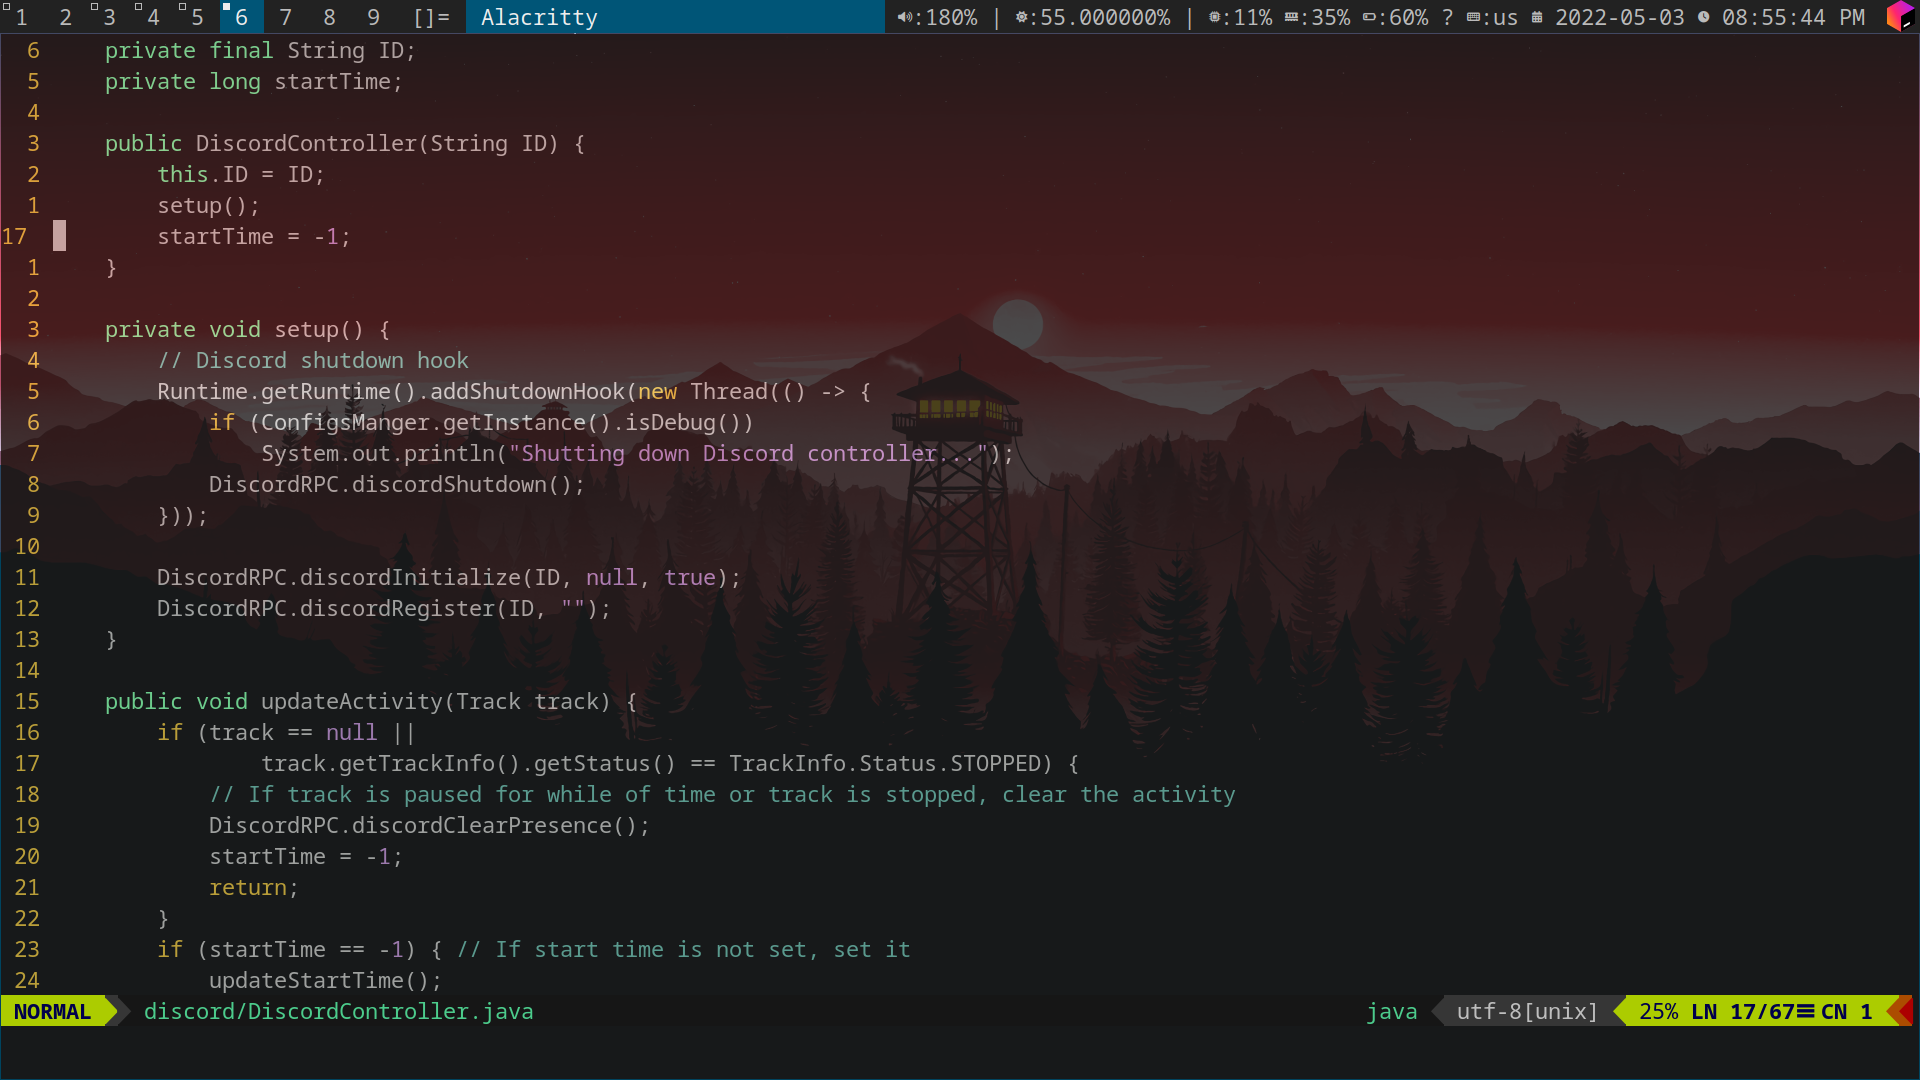 1 2 3 4 5 6 7 8 9 []= Alacritty :180% | :55.000000% | :11% :35% :60% ? :us 2022-05-03 08:55:44 PM
6 private final String ID;
5 private long startTime;
4
3 public DiscordController(String ID) {
2 this.ID = ID;
1 setup();
17 startTime = -1;
1 }
2
3 private void setup() {
4 // Discord shutdown hook
5 Runtime.getRuntime().addShutdownHook(new Thread(() -> {
6 if (ConfigsManger.getInstance().isDebug())
7 System.out.println("Shutting down Discord controller...");
8 DiscordRPC.discordShutdown();
9 }));
10
11 DiscordRPC.discordInitialize(ID, null, true);
12 DiscordRPC.discordRegister(ID, "");
13 }
14
15 public void updateActivity(Track track) {
16 if (track == null ||
17 track.getTrackInfo().getStatus() == TrackInfo.Status.STOPPED) {
18 // If track is paused for while of time or track is stopped, clear the activity
19 DiscordRPC.discordClearPresence();
20 startTime = -1;
21 return;
22 }
23 if (startTime == -1) { // If start time is not set, set it
24 updateStartTime();
NORMAL discord/DiscordController.java java utf-8[unix] 25% LN 17/67☰ CN 1